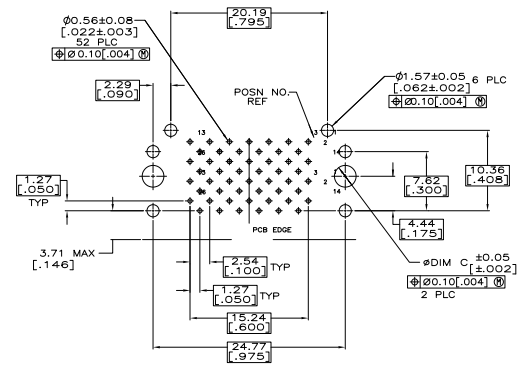 20.19
[.795]
Ø0.56±0.08
[.022±.003]
52 PLC
⌖ Ø0.10[.004] Ⓜ
2.29
[.090]
POSN NO.
REF
Ø1.57±0.05
[.062±.002]
6 PLC
⌖ Ø0.10[.004] Ⓜ
13
3
2
14
3
2
14
10.36
[.408]
7.62
[.300]
4.44
[.175]
1.27
[.050]
TYP
PCB EDGE
3.71 MAX
[.146]
2.54
[.100]
TYP
1.27
[.050]
TYP
15.24
[.600]
24.77
[.975]
ØDIM C ±0.05
[±.002]
⌖ Ø0.10[.004] Ⓜ
2 PLC